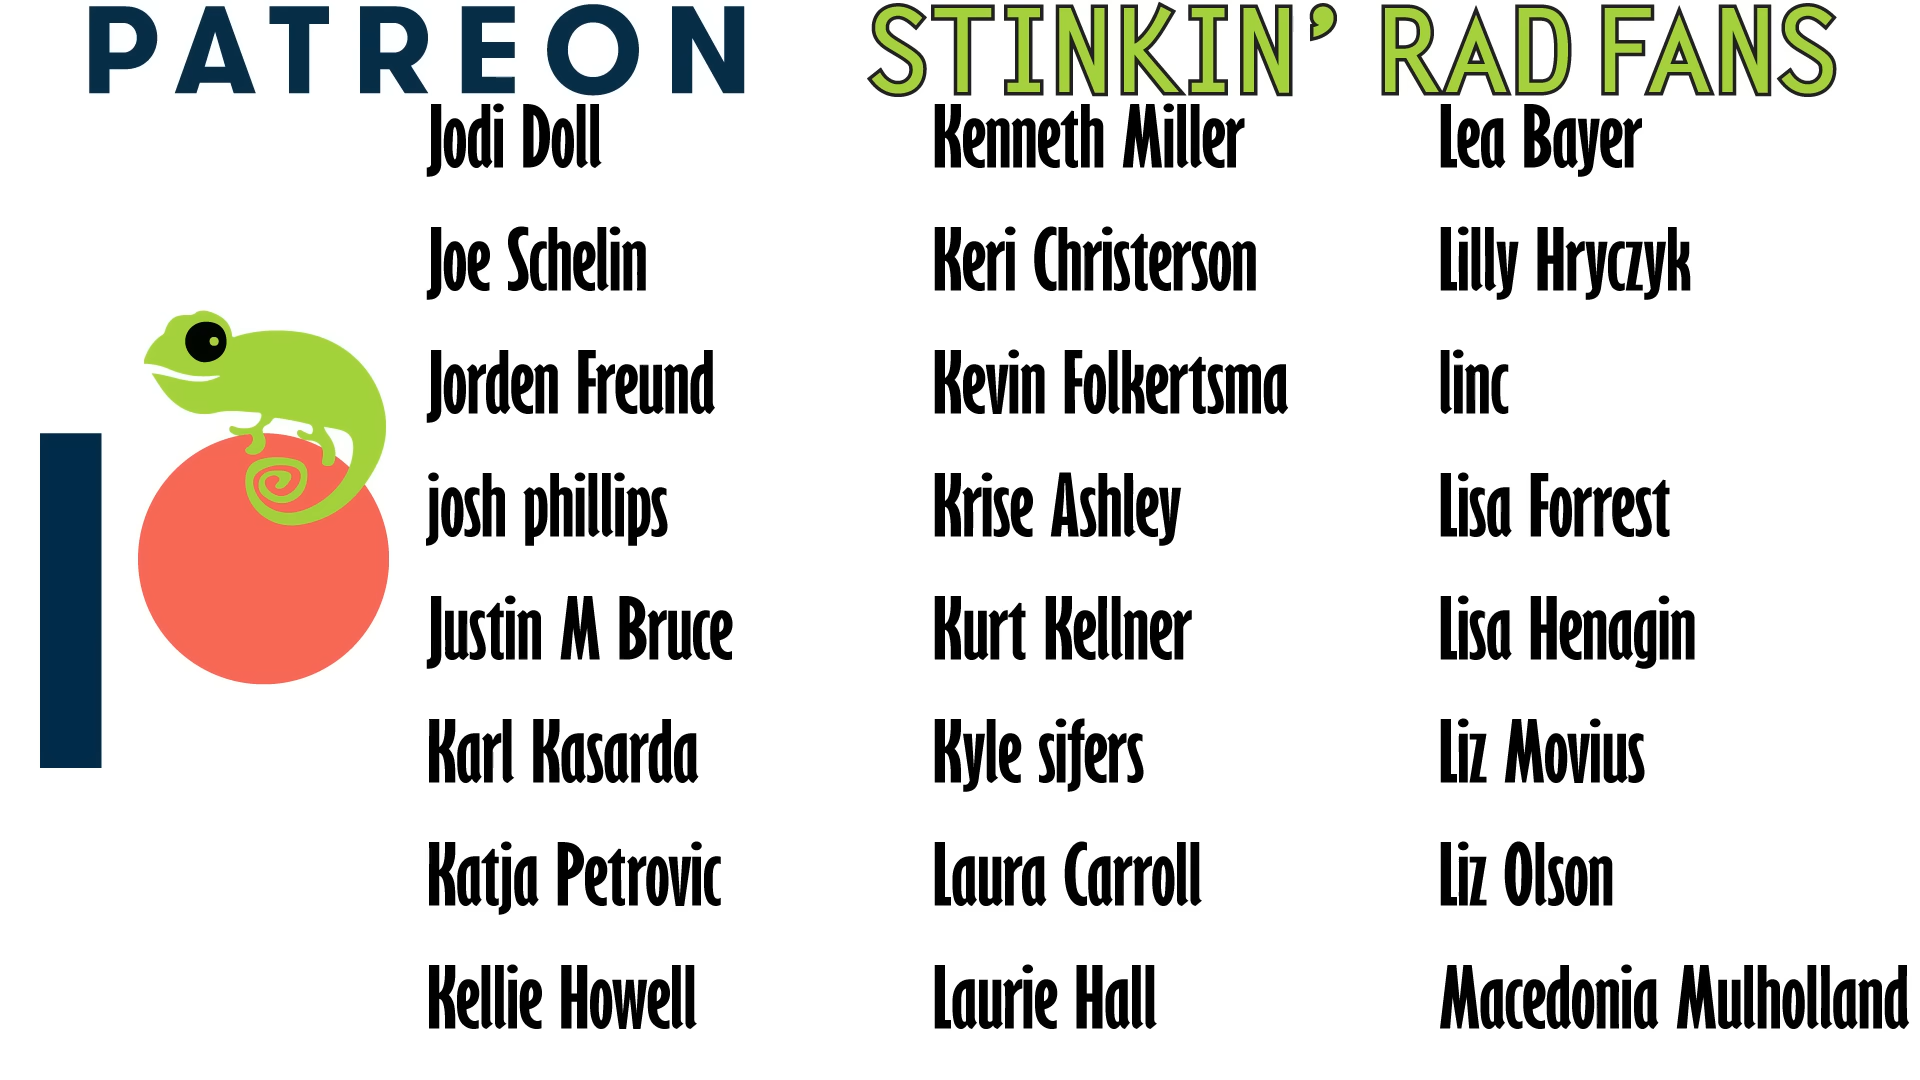 PATREON STINKIN' RAD FANS
Jodi Doll
Joe Schelin
Jorden Freund
josh phillips
Justin M Bruce
Karl Kasarda
Katja Petrovic
Kellie Howell
Kenneth Miller
Keri Christerson
Kevin Folkertsma
Krise Ashley
Kurt Kellner
Kyle sifers
Laura Carroll
Laurie Hall
Lea Bayer
Lilly Hryczyk
linc
Lisa Forrest
Lisa Henagin
Liz Movius
Liz Olson
Macedonia Mulholland